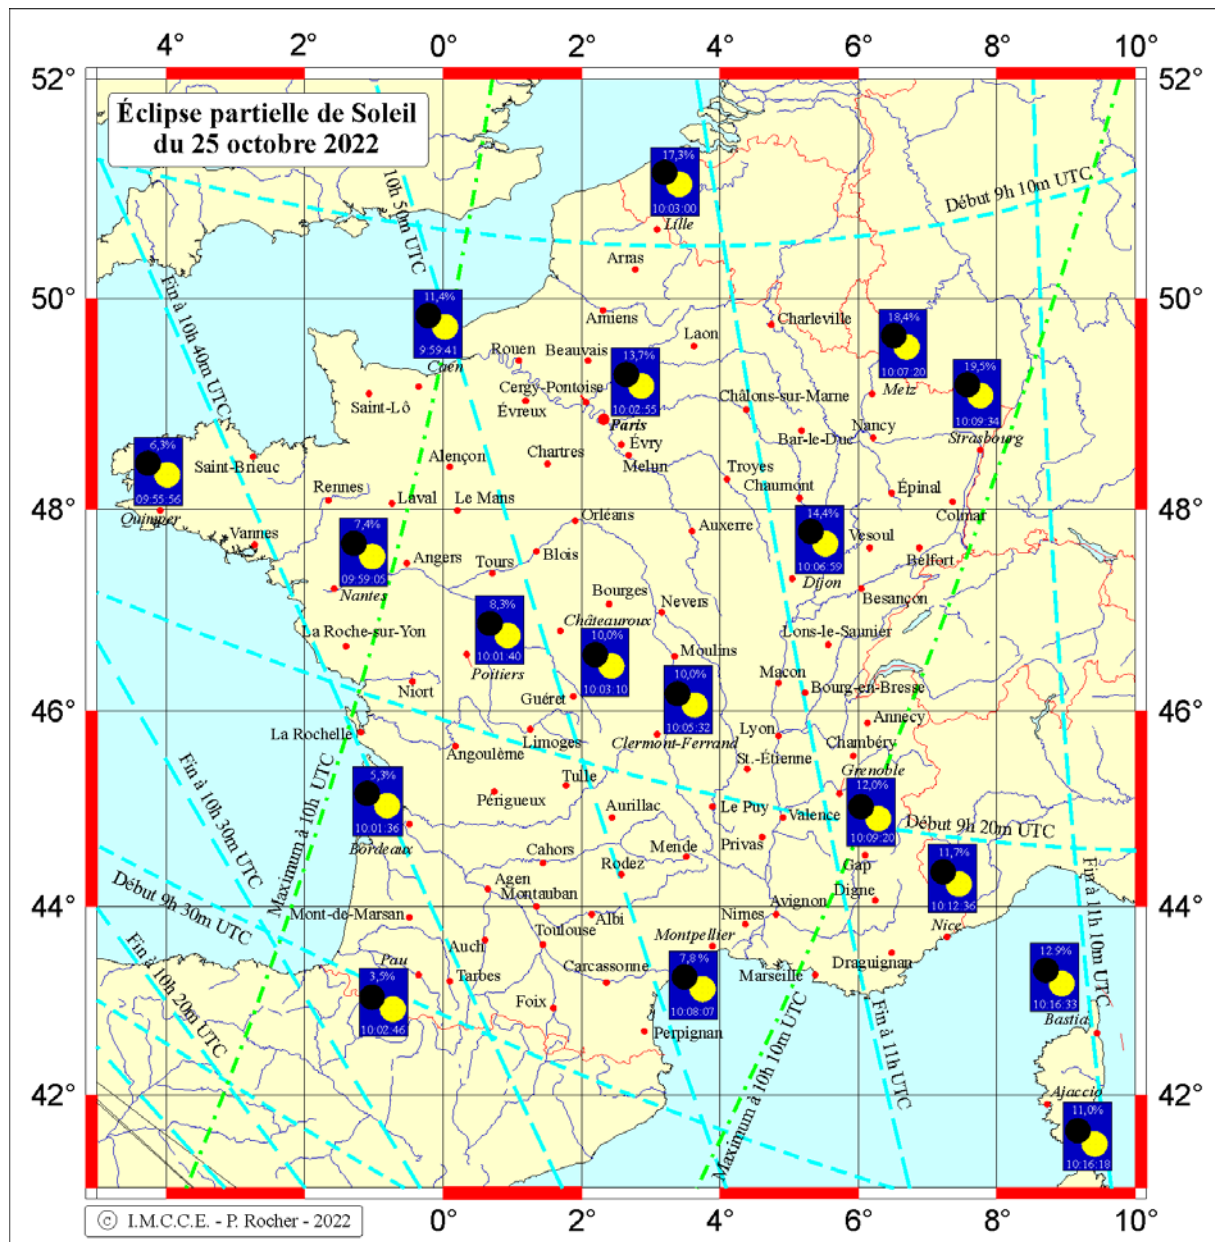 4° 2° 0° 2° 4° 6° 8° 10°
52° 52°
Éclipse partielle de Soleil
du 25 octobre 2022
17,3%
10:03:00
Lille
Début 9h 10m UTC
10h 50m UTC
Arras
50° 50°
Fin à 10h 40m UTC
11,4%
9:59:41
Caen
Amiens
Charleville
Laon
18,4%
10:07:20
Metz
Rouen
Beauvais
13,7%
10:02:55
Paris
19,5%
10:09:34
Strasbourg
Cergy-Pontoise
Châlons-sur-Marne
Saint-Lô
Évreux
Nancy
Bar-le-Duc
6,3%
09:55:56
Quimper
Évry
Saint-Brieuc
Alençon
Chartres
Melun
Troyes
Chaumont
Épinal
Rennes
Laval
Le Mans
Colmar
48° 48°
Orléans
Auxerre
14,4%
10:06:59
Dijon
Vannes
7,4%
09:59:05
Nantes
Angers
Tours
Blois
Vesoul
Belfort
Bourges
Nevers
Besançon
8,3%
10:01:40
Poitiers
Châteauroux
10,0%
10:03:10
La Roche-sur-Yon
Lons-le-Saunier
Moulins
10,0%
10:05:32
Clermont-Ferrand
Macon
Niort
Guéret
Bourg-en-Bresse
46° 46°
La Rochelle
Angoulème
Limoges
Lyon
Annecy
Chambéry
St.-Étienne
Grenoble
12,0%
10:09:20
Fin à 10h 30m UTC
Maximum à 10h UTC
5,3%
10:01:36
Bordeaux
Tulle
Périgueux
Aurillac
Le Puy
Valence
Début 9h 20m UTC
Cahors
Mende
Privas
Gap
11,7%
10:12:36
Nice
Rodez
Agen
Montauban
Digne
Fin à 11h 10m UTC
Début 9h 30m UTC
44° 44°
Mont-de-Marsan
Albi
Nimes
Avignon
Auch
Toulouse
Montpellier
Draguignan
Pau
3,5%
10:02:46
Tarbes
Carcassonne
7,8 %
10:08:07
Marseille
12.9%
10:16:33
Bastia
Fin à 10h 20m UTC
Foix
Perpignan
Maximum à 10h 10m UTC
Fin à 11h UTC
42° 42°
Ajaccio
11,0%
10:16:18
© I.M.C.C.E. - P. Rocher - 2022
0° 2° 4° 6° 8° 10°